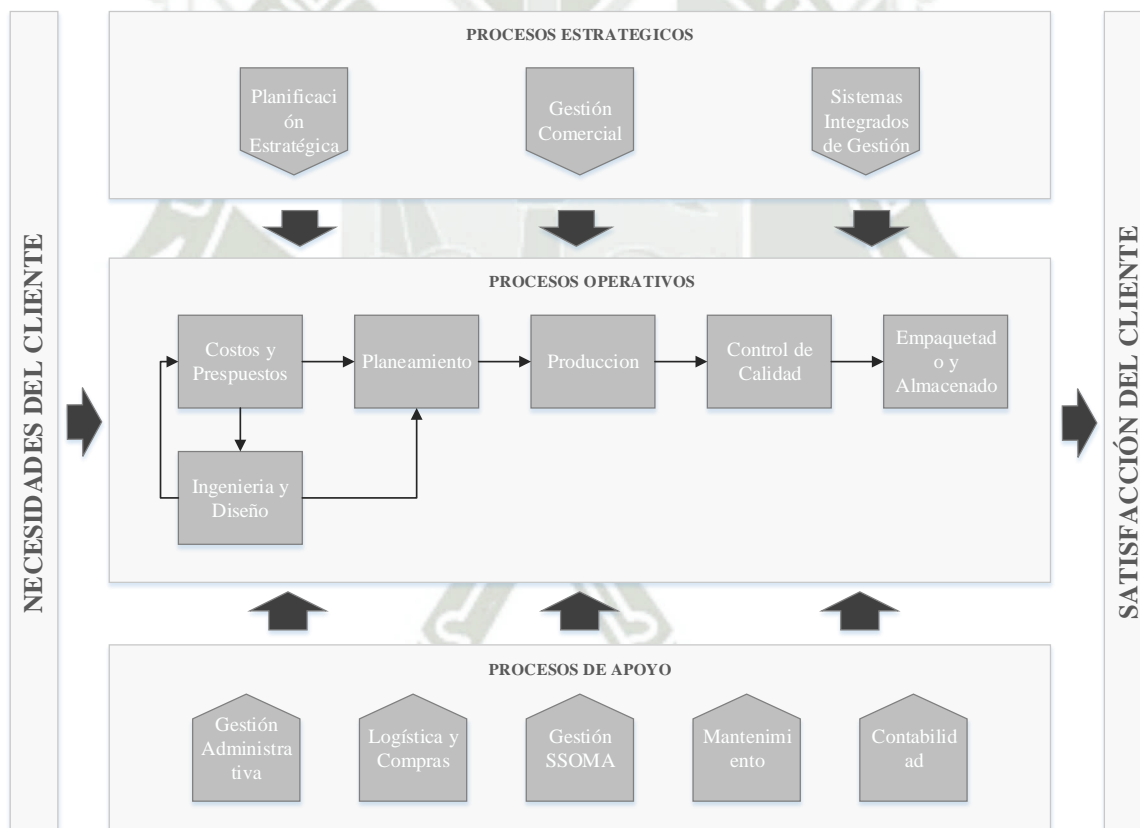 NECESIDADES DEL CLIENTE
PROCESOS ESTRATEGICOS
Planificaci
ón
Estratégica
Gestión
Comercial
Sistemas
Integrados
de Gestión
PROCESOS OPERATIVOS
Costos y
Prespuestos
Planeamiento
Produccion
Control de
Calidad
Empaquetad
o y
Almacenado
Ingenieria y
Diseño
PROCESOS DE APOYO
Gestión
Administra
tiva
Logística y
Compras
Gestión
SSOMA
Mantenimi
ento
Contabilid
ad
SATISFACCIÓN DEL CLIENTE